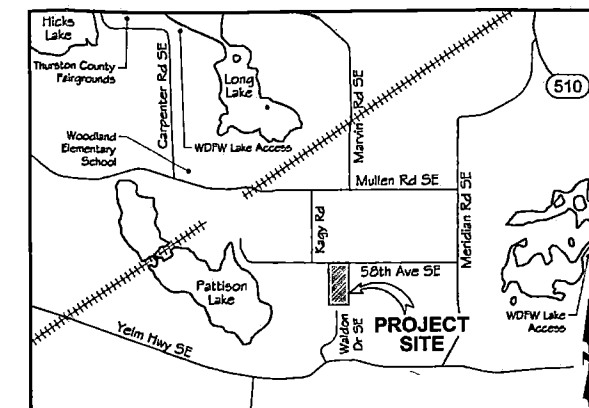 Hicks
Lake
Thurston County
Fairgrounds
Carpenter Rd SE
Long
Lake
Marvin Rd SE
510
Woodland
Elementary
School
WDFW Lake Access
Mullen Rd SE
Meridian Rd SE
Kagy Rd
58th Ave SE
Pattison
Lake
Waldon
Dr SE
PROJECT
SITE
WDFW Lake
Access
Yelm Hwy SE